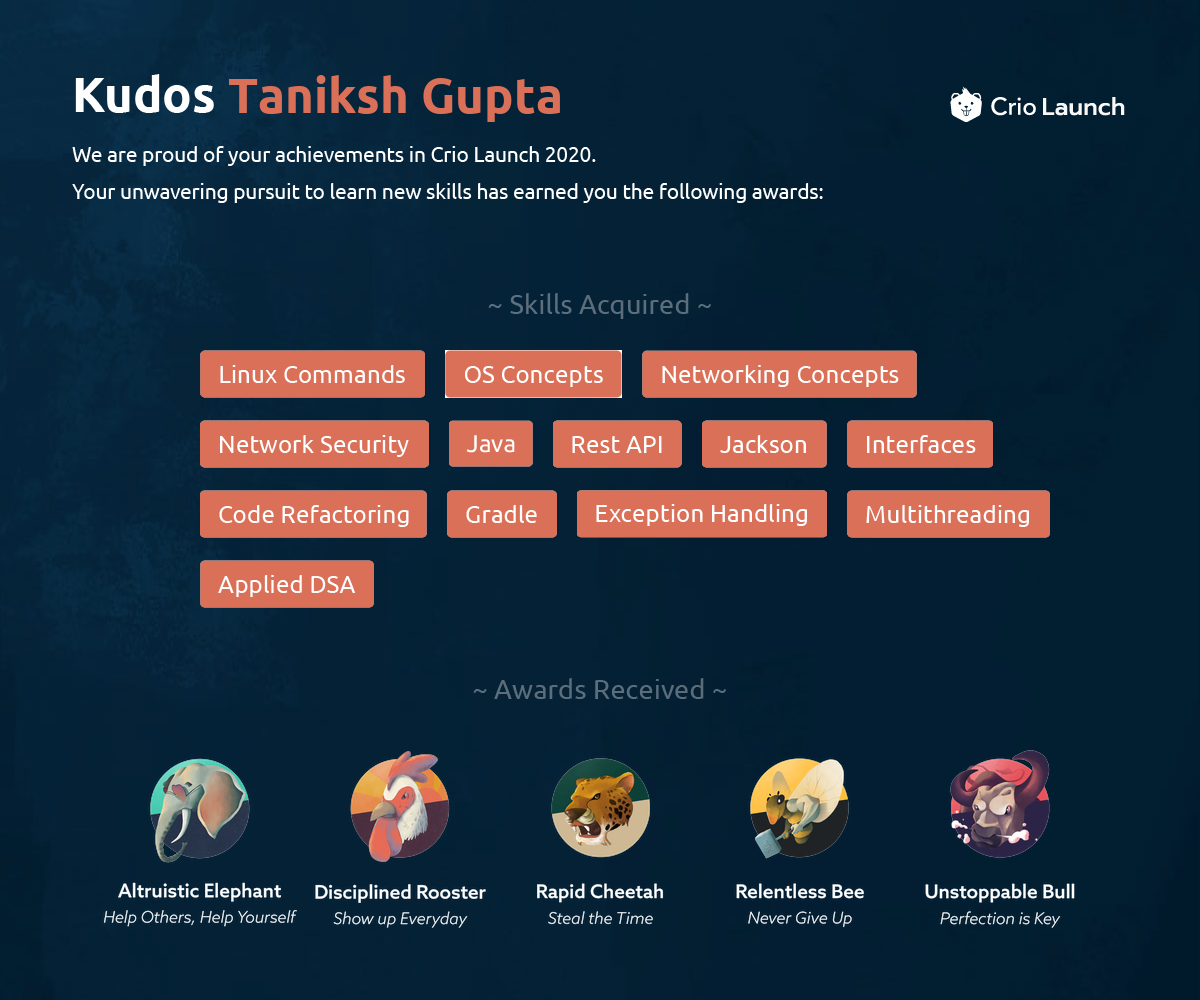 Kudos Taniksh Gupta
Crio Launch
We are proud of your achievements in Crio Launch 2020.
Your unwavering pursuit to learn new skills has earned you the following awards:
~ Skills Acquired ~
Linux Commands OS Concepts Networking Concepts
Network Security Java Rest API Jackson Interfaces
Code Refactoring Gradle Exception Handling Multithreading
Applied DSA
~ Awards Received ~
Altruistic Elephant Disciplined Rooster Rapid Cheetah Relentless Bee Unstoppable Bull
Help Others, Help Yourself Show up Everyday Steal the Time Never Give Up Perfection is Key